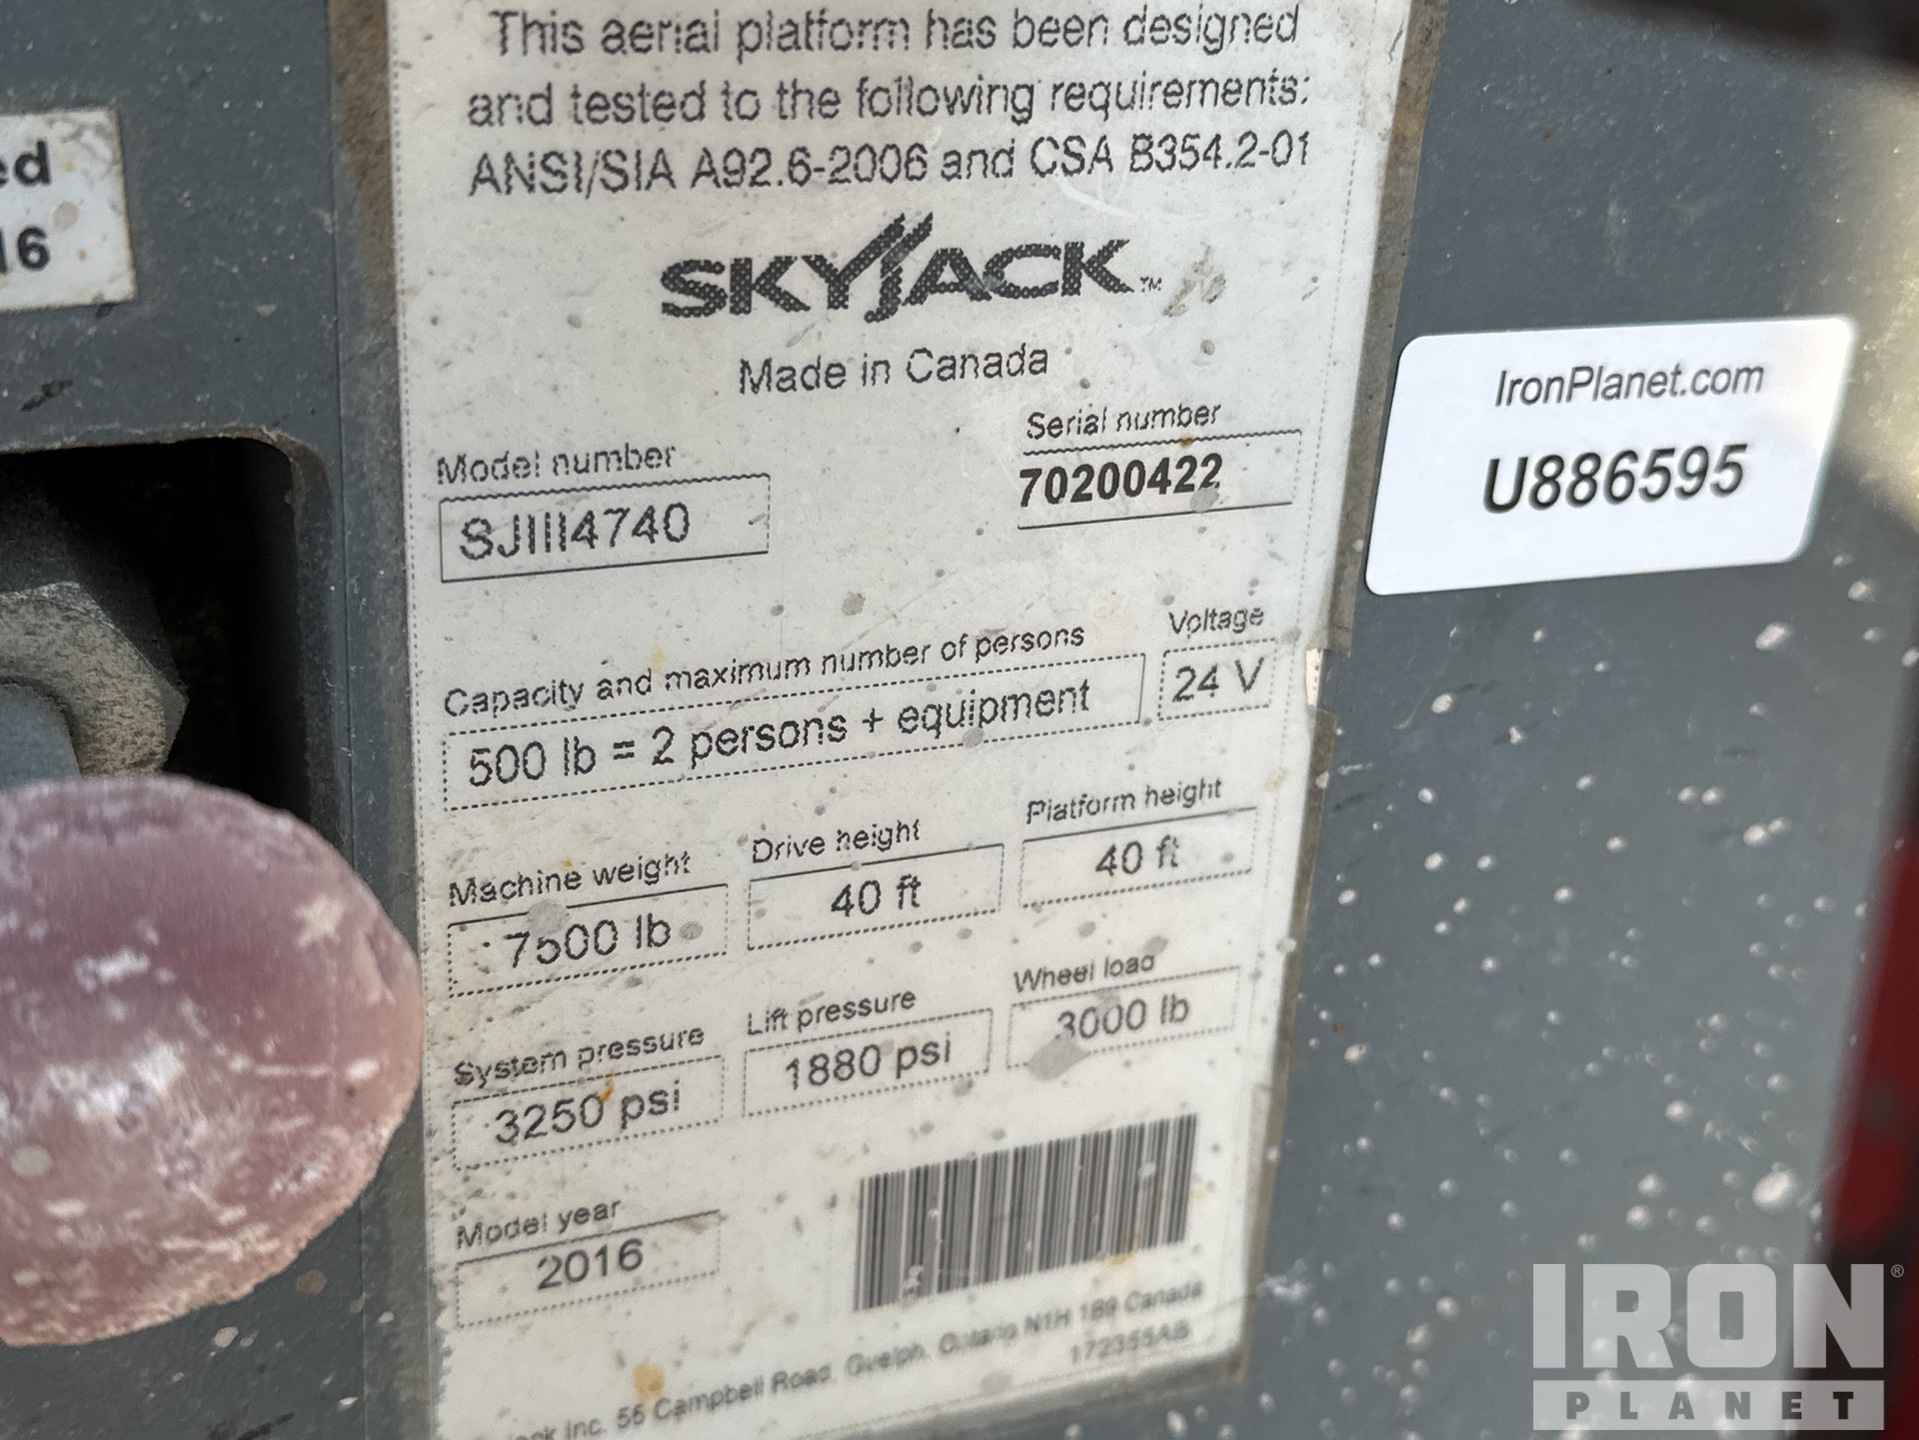 This aerial platform has been designed
and tested to the following requirements:
ANSI/SIA A92.6-2006 and CSA B354.2-01
ed
16
SKYJACK™
Made in Canada
Model number
SJIII4740
Serial number
70200422
IronPlanet.com
U886595
Capacity and maximum number of persons
500 lb = 2 persons + equipment
Voltage
24 V
Machine weight
7500 lb
Drive height
40 ft
Platform height
40 ft
System pressure
3250 psi
Lift pressure
1880 psi
Wheel load
3000 lb
Model year
2016
Inc. 55 Campbell Road, Guelph, Ontario N1H 1B9 Canada
172355AB
IRON®
PLANET